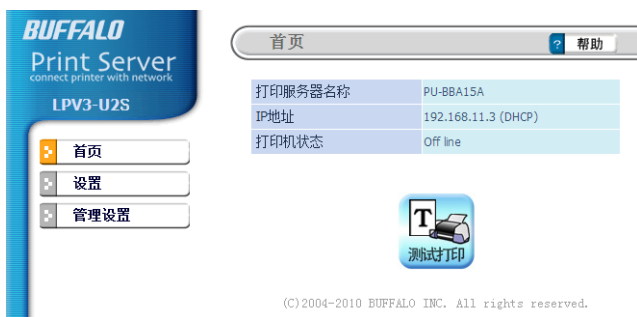 BUFFALO
Print Server
connect printer with network
LPV3-U2S
首页
设置
管理设置
首页
帮助
打印服务器名称 PU-BBA15A
IP地址 192.168.11.3 (DHCP)
打印机状态 Off line
T
测试打印
(C)2004-2010 BUFFALO INC. All rights reserved.